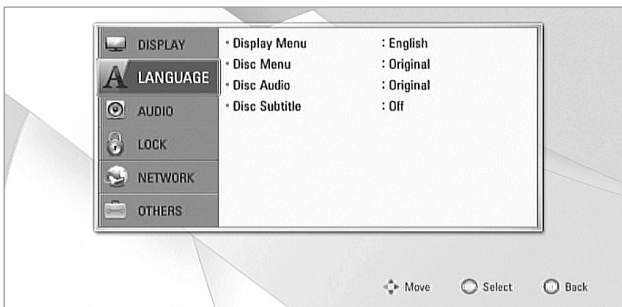 DISPLAY
LANGUAGE
AUDIO
LOCK
NETWORK
OTHERS
• Display Menu : English
• Disc Menu : Original
• Disc Audio : Original
• Disc Subtitle : Off
Move Select Back